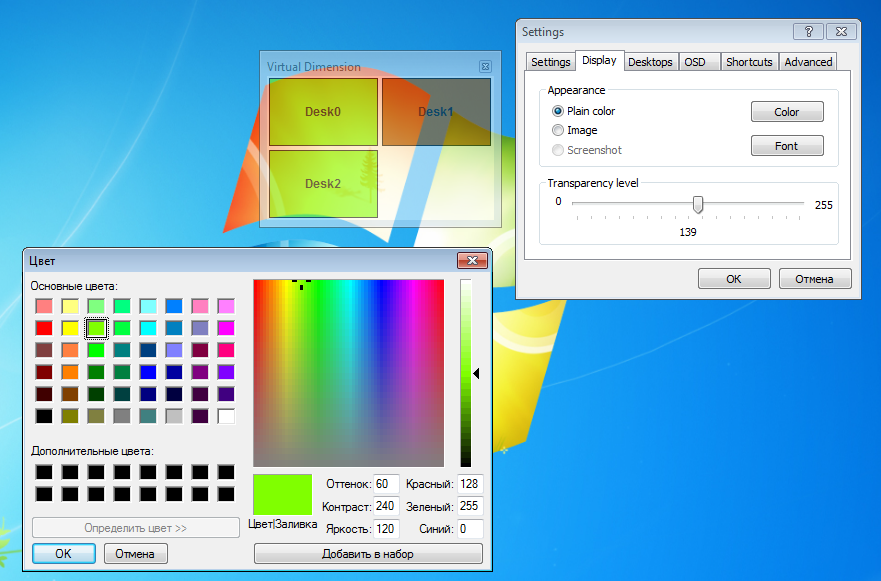 Settings
Settings Display Desktops OSD Shortcuts Advanced
Appearance
Plain color
Image
Screenshot
Color
Font
Transparency level
0
255
139
OK Отмена
Virtual Dimension
Desk0 Desk1
Desk2
Цвет
Основные цвета:
Дополнительные цвета:
Определить цвет >>
OK Отмена
Цвет|Заливка
Оттенок: 60 Красный: 128
Контраст: 240 Зеленый: 255
Яркость: 120 Синий: 0
Добавить в набор